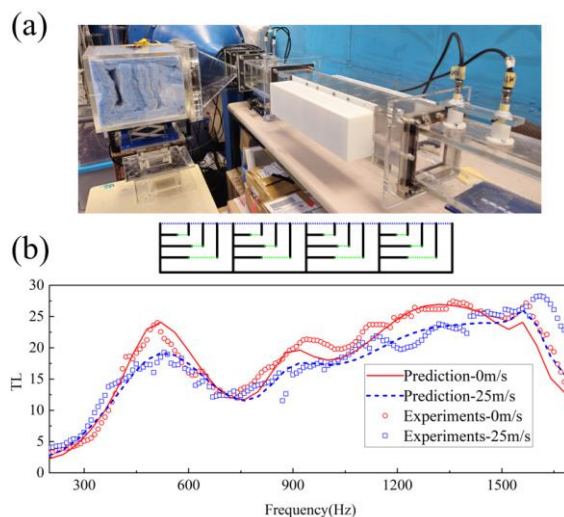 (a)
(b)
30
25
20
15
10
5
0
TL
Prediction-0m/s
Prediction-25m/s
Experiments-0m/s
Experiments-25m/s
300 600 900 1200 1500
Frequency(Hz)